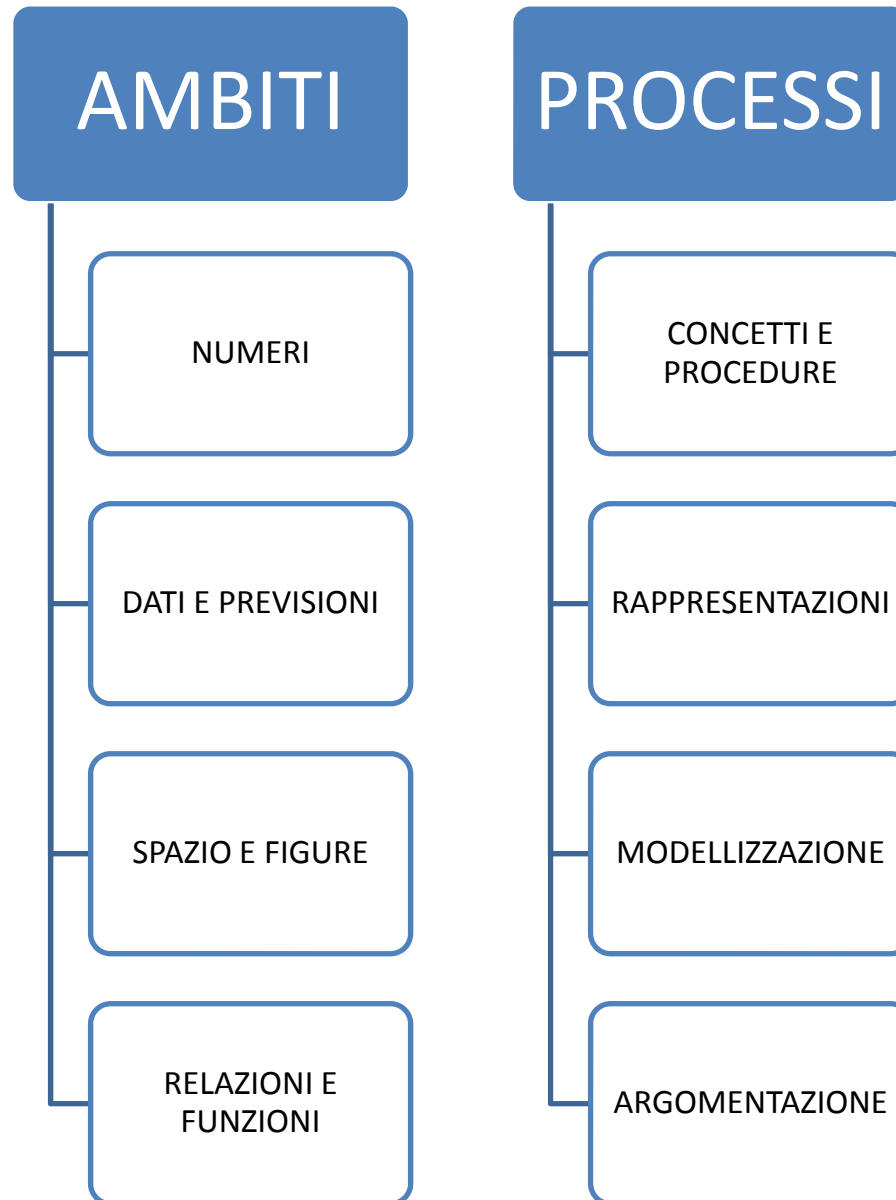 AMBITI
NUMERI
DATI E PREVISIONI
SPAZIO E FIGURE
RELAZIONI E
FUNZIONI
PROCESSI
CONCETTI E
PROCEDURE
RAPPRESENTAZIONI
MODELLIZZAZIONE
ARGOMENTAZIONE